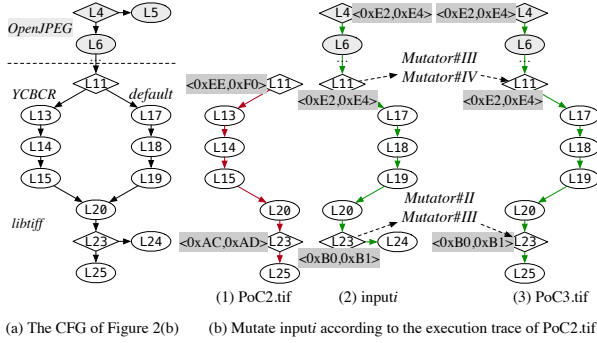 L4
L5
OpenJPEG
L6
...
L11
YCBCR
default
L13
L17
L14
L18
L15
L19
L20
libtiff
L23
L24
L25
(a) The CFG of Figure 2(b)
<0xEE,0xF0>
L11
L13
L14
L15
L20
<0xAC,0xAD>
L23
L25
(1) PoC2.tif
L4
<0xE2,0xE4>
L6
...
L11
<0xE2,0xE4>
L17
L18
L19
L20
L23
L24
<0xB0,0xB1>
(2) inputi
Mutator#III
Mutator#IV
Mutator#II
Mutator#III
<0xE2,0xE4>
L4
L6
...
L11
<0xE2,0xE4>
L17
L18
L19
L20
<0xB0,0xB1>
L23
L25
(3) PoC3.tif
(b) Mutate inputi according to the execution trace of PoC2.tif